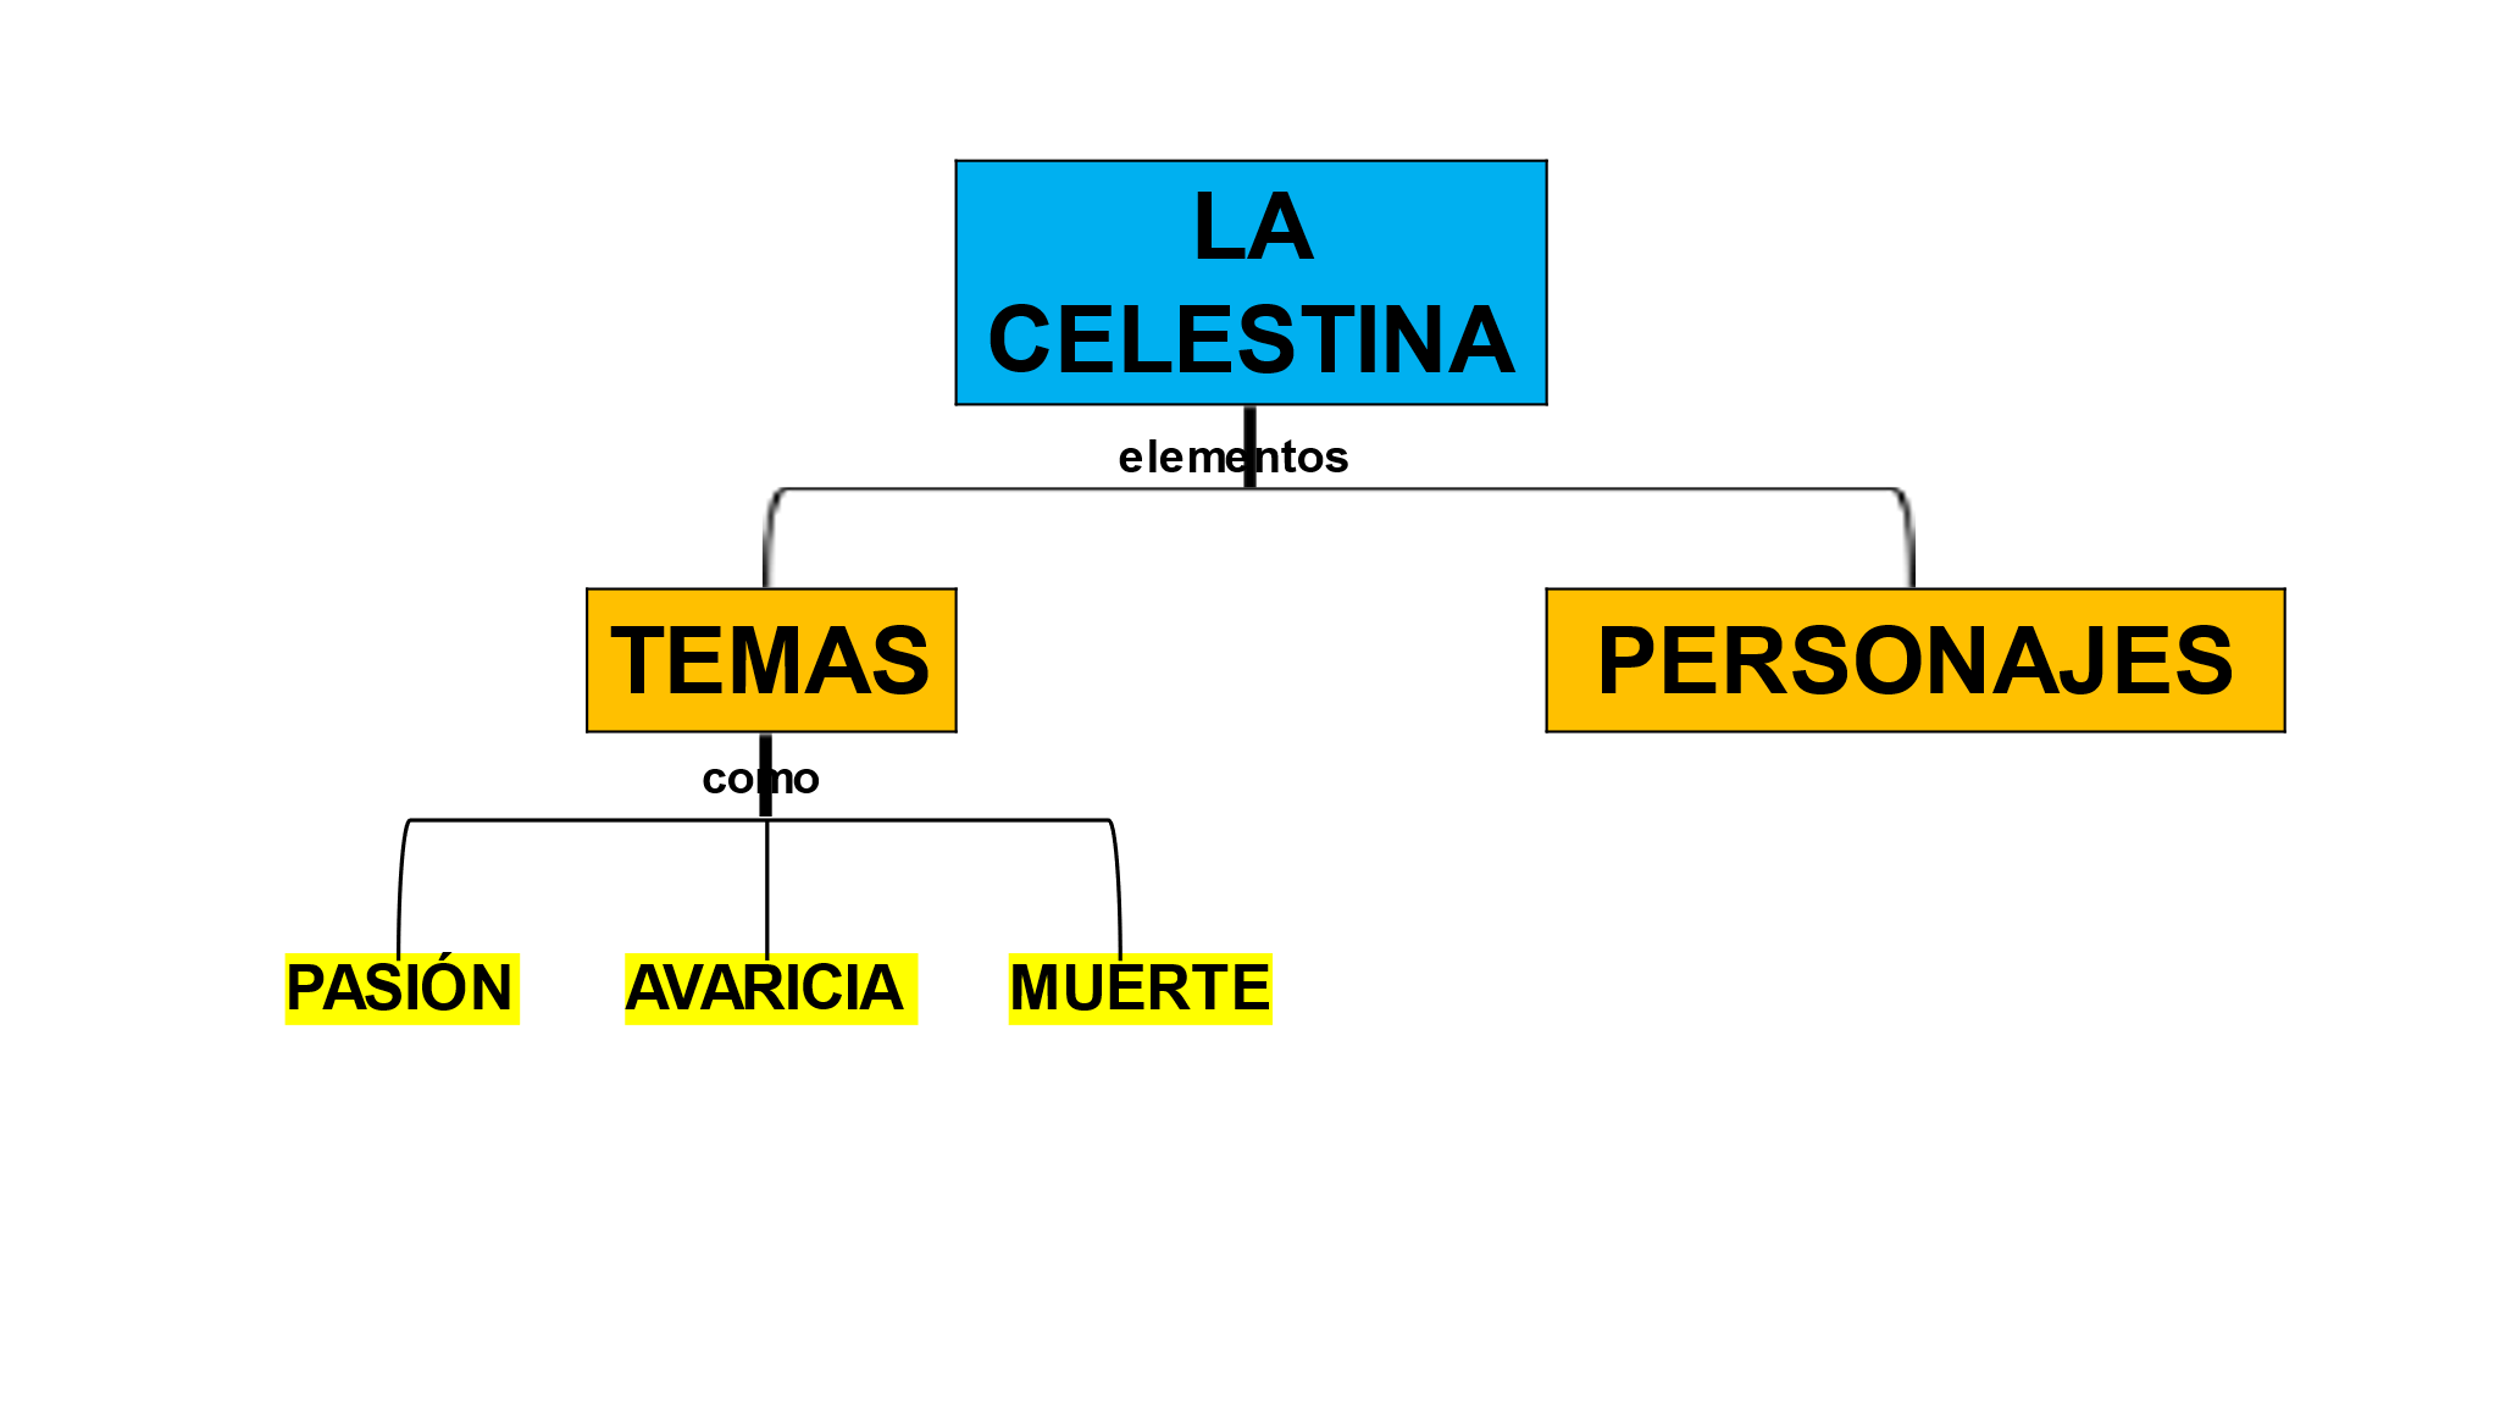 LA
CELESTINA
elementos
TEMAS
PERSONAJES
como
PASIÓN
AVARICIA
MUERTE